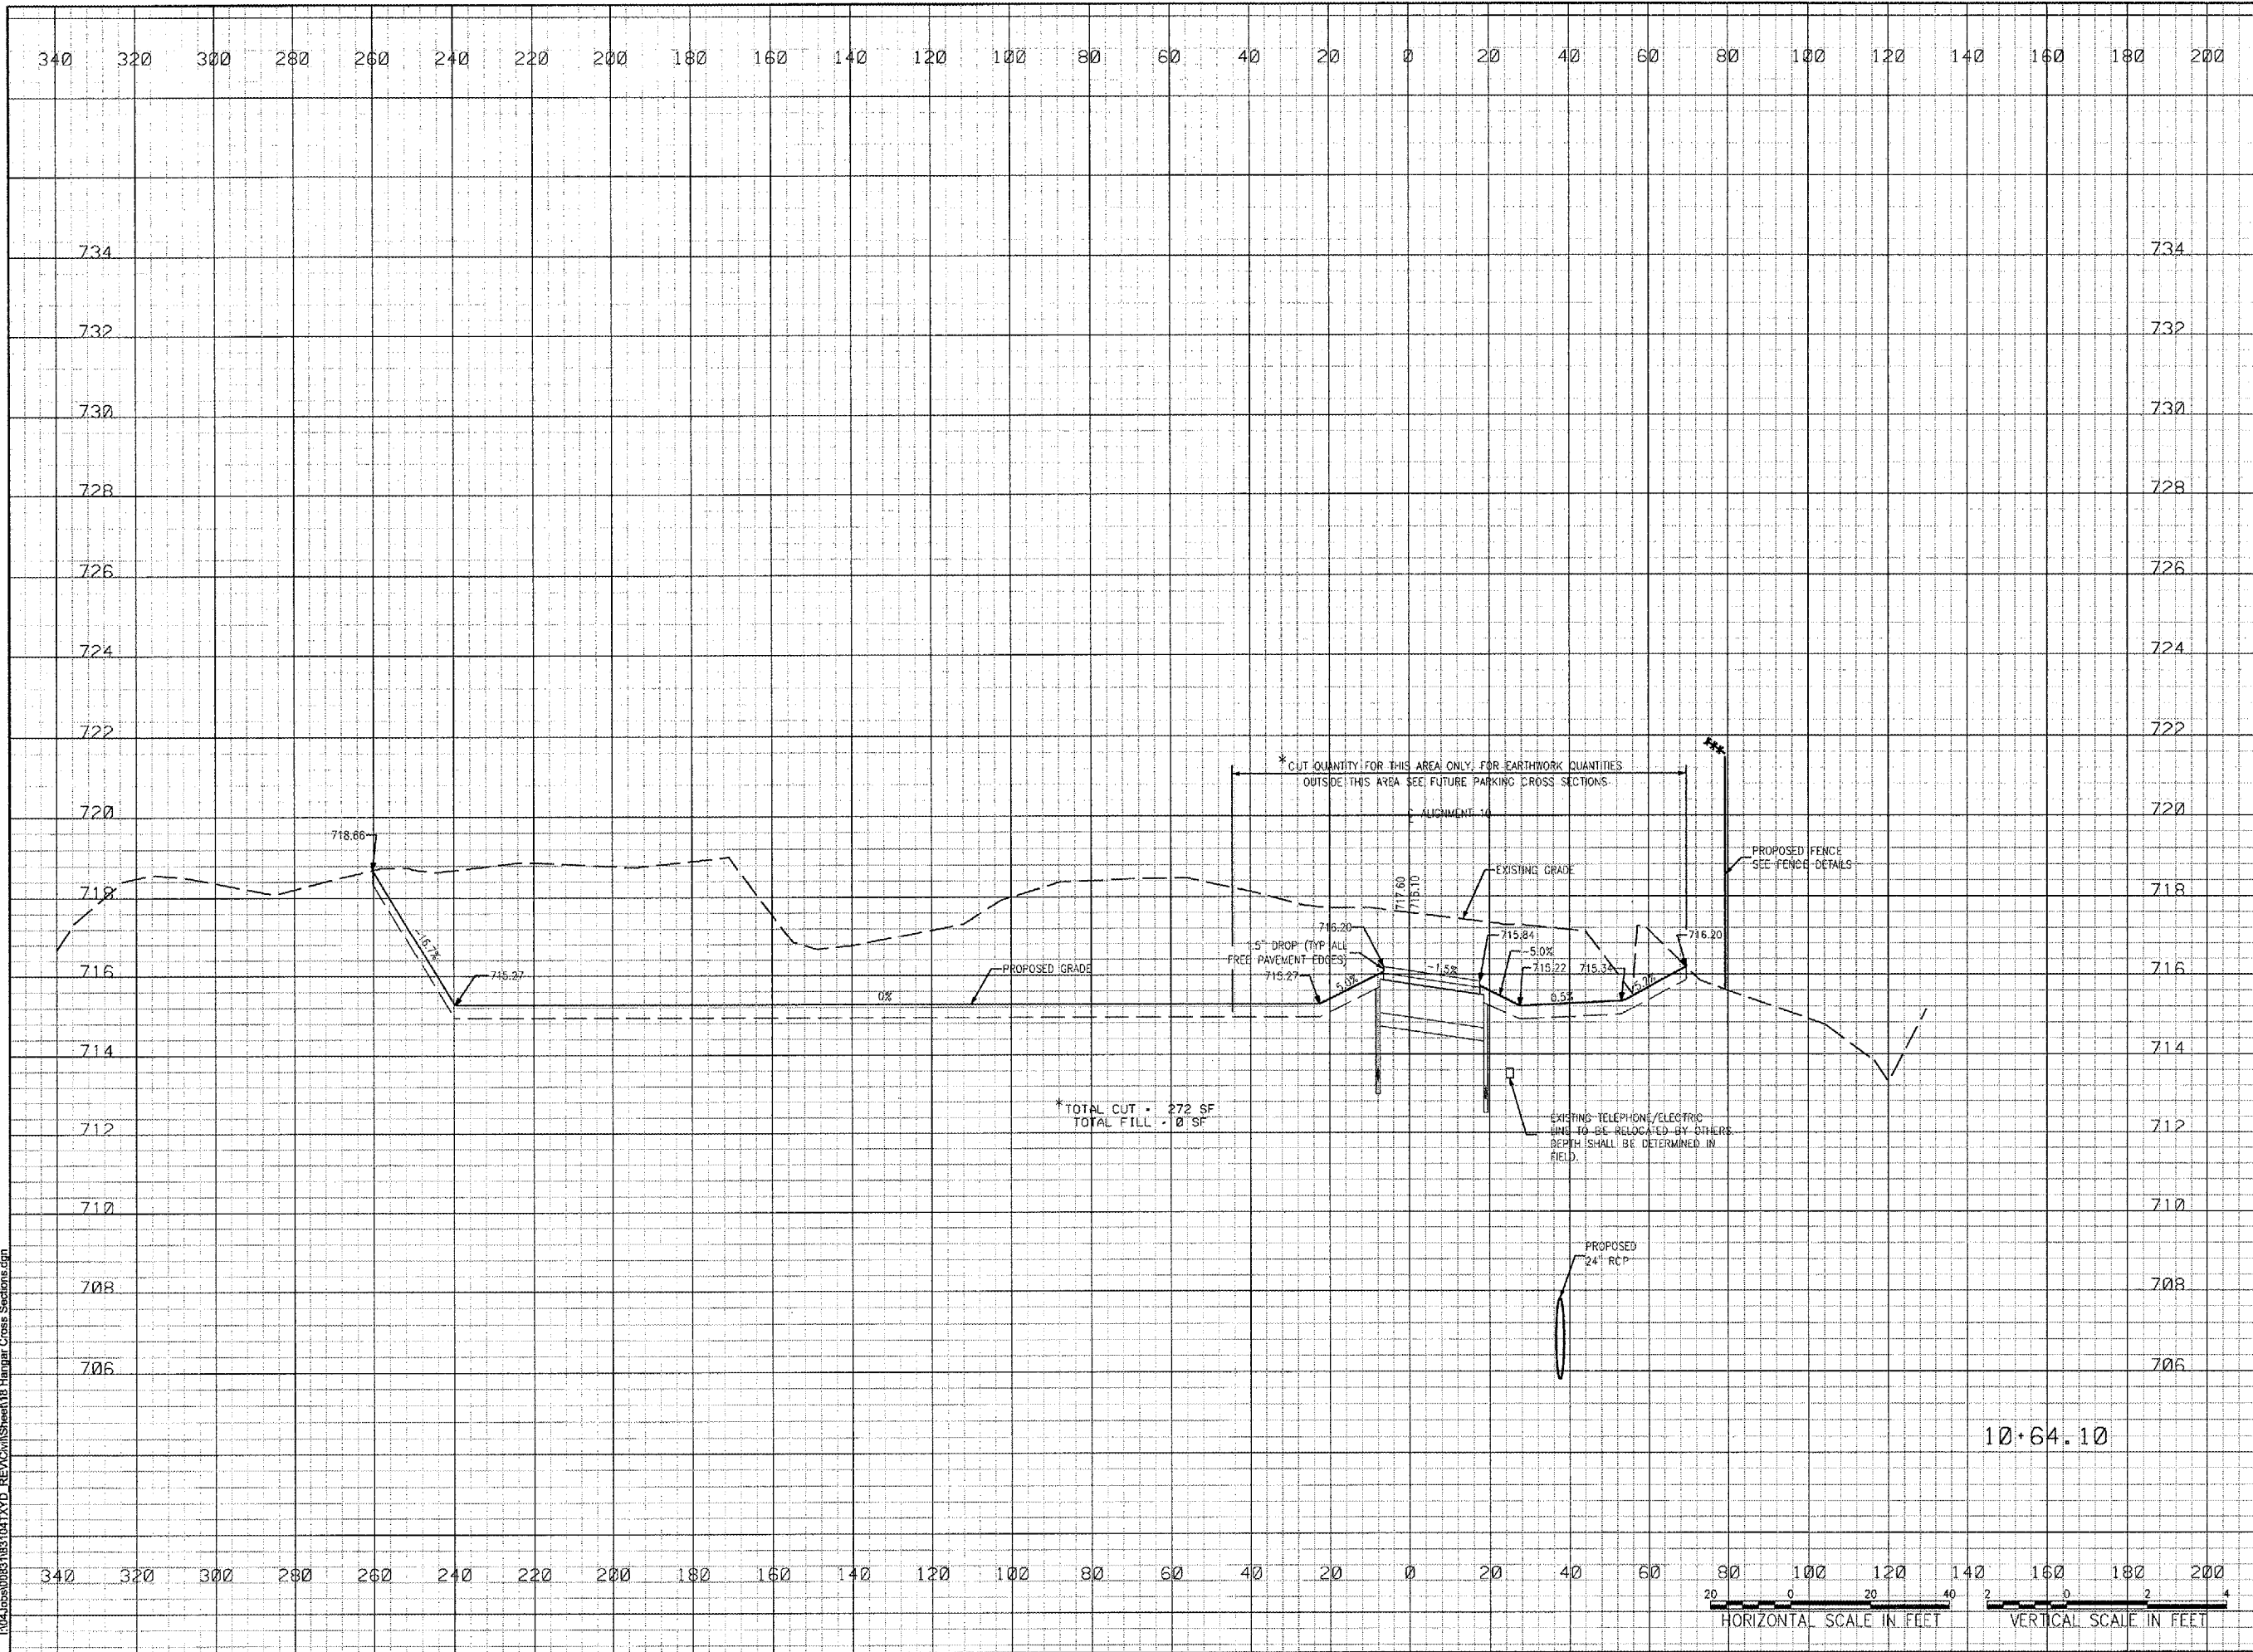 340 320 300 280 260 240 220 200 180 160 140 120 100 80 60 40 20 0 20 40 60 80 100 120 140 160 180 200
734 734
732 732
730 730
728 728
726 726
724 724
722 722
*CUT QUANTITY FOR THIS AREA ONLY, FOR EARTHWORK QUANTITIES
OUTSIDE THIS AREA SEE FUTURE PARKING CROSS SECTIONS
720 720
℄ ALIGNMENT 10
718.66
PROPOSED FENCE
SEE FENCE DETAILS
EXISTING GRADE
718 718
717.60
716.10
716.20
715.84
716.20
1.5" DROP (TYP ALL
FREE PAVEMENT EDGES)
-16.7%
-5.0%
-1.5%
716 716
715.27
PROPOSED GRADE
715.27
5.0%
715.22
715.34
5.2%
0%
0.5%
714 714
*TOTAL CUT = 272 SF
TOTAL FILL = 0 SF
EXISTING TELEPHONE/ELECTRIC
LINE TO BE RELOCATED BY OTHERS.
DEPTH SHALL BE DETERMINED IN
FIELD.
712 712
710 710
PROPOSED
24" RCP
708 708
706 706
10+64.10
340 320 300 280 260 240 220 200 180 160 140 120 100 80 60 40 20 0 20 40 60 80 100 120 140 160 180 200
20 0 20 40
HORIZONTAL SCALE IN FEET
2 0 2 4
VERTICAL SCALE IN FEET